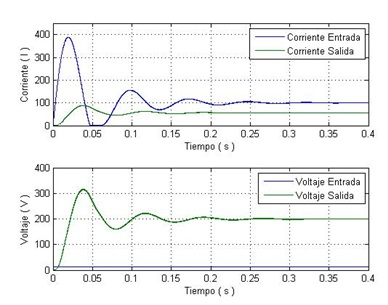 400
300
200
100
0
Corriente ( I )
Corriente Entrada
Corriente Salida
0 0.05 0.1 0.15 0.2 0.25 0.3 0.35 0.4
Tiempo ( s )
400
300
200
100
0
Voltaje ( V )
Voltaje Entrada
Voltaje Salida
0 0.05 0.1 0.15 0.2 0.25 0.3 0.35 0.4
Tiempo ( s )